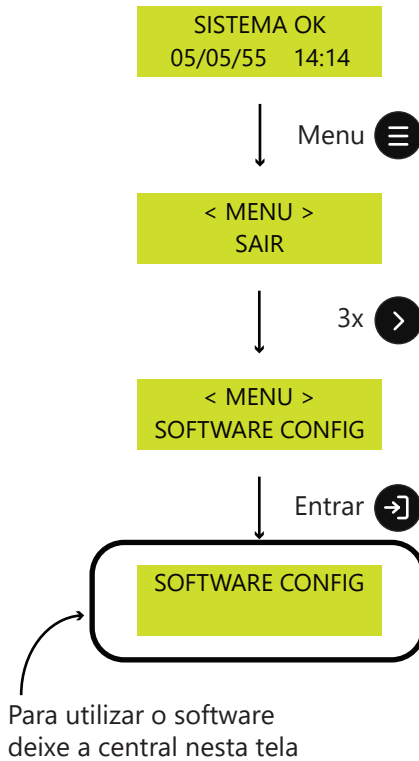 SISTEMA OK
05/05/55 14:14
Menu
< MENU >
SAIR
3x
< MENU >
SOFTWARE CONFIG
Entrar
SOFTWARE CONFIG
Para utilizar o software
deixe a central nesta tela